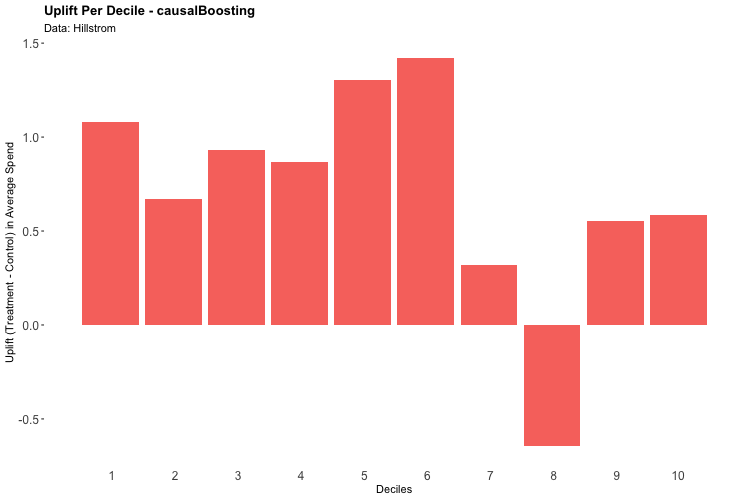 Uplift Per Decile - causalBoosting
Data: Hillstrom
Uplift (Treatment - Control) in Average Spend
1.5
1.0
0.5
0.0
-0.5
1 2 3 4 5 6 7 8 9 10
Deciles